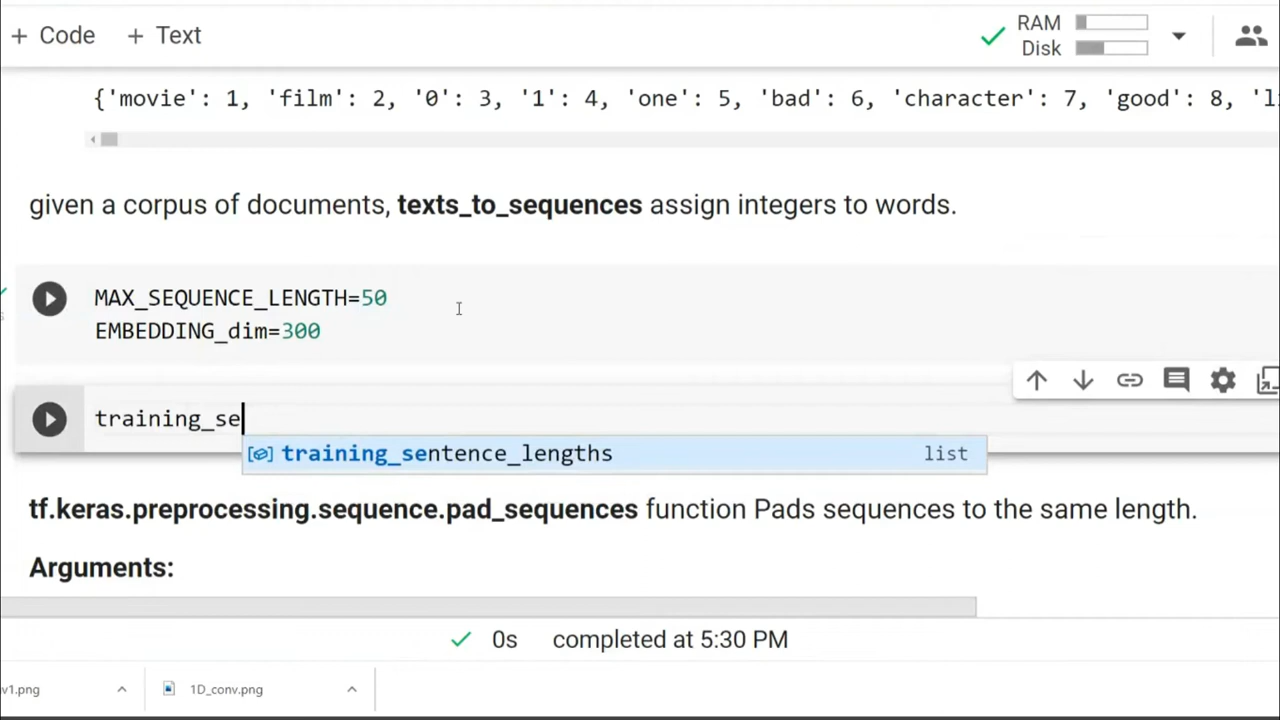 + Code + Text
RAM
Disk
{'movie': 1, 'film': 2, '0': 3, '1': 4, 'one': 5, 'bad': 6, 'character': 7, 'good': 8, 'l
given a corpus of documents, texts_to_sequences assign integers to words.
MAX_SEQUENCE_LENGTH=50
EMBEDDING_dim=300
training_se
training_sentence_lengths list
tf.keras.preprocessing.sequence.pad_sequences function Pads sequences to the same length.
Arguments:
0s completed at 5:30 PM
v1.png 1D_conv.png